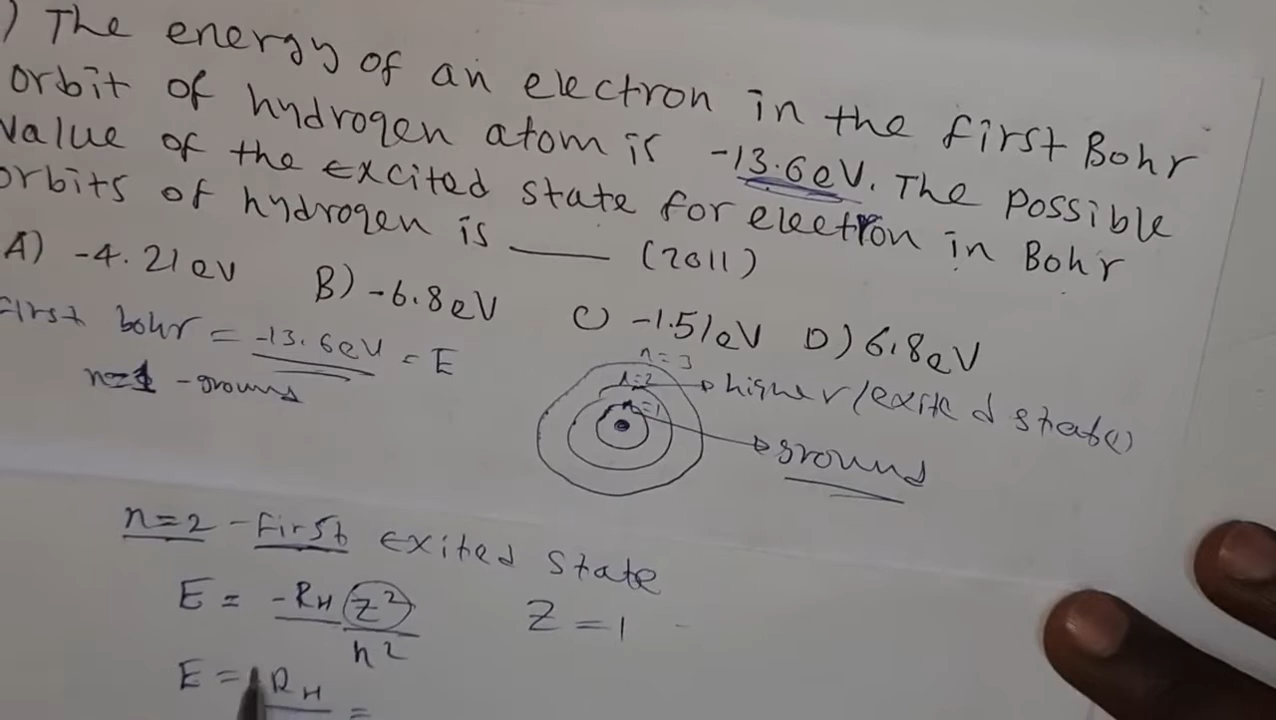 ) The energy of an electron in the first Bohr
orbit of hydrogen atom is -13.6eV. The possible
value of the excited state for electron in Bohr
orbits of hydrogen is ____ (2011)
A) -4.21ev B) -6.8eV C) -1.51eV D) 6.8eV
first bohr = -13.6eV = E
n=1 - ground
n=3
n=2 higher/exited state(s)
n=1
ground
n=2 - first exited state
E = -RH Z² / n² Z=1
E = RH =